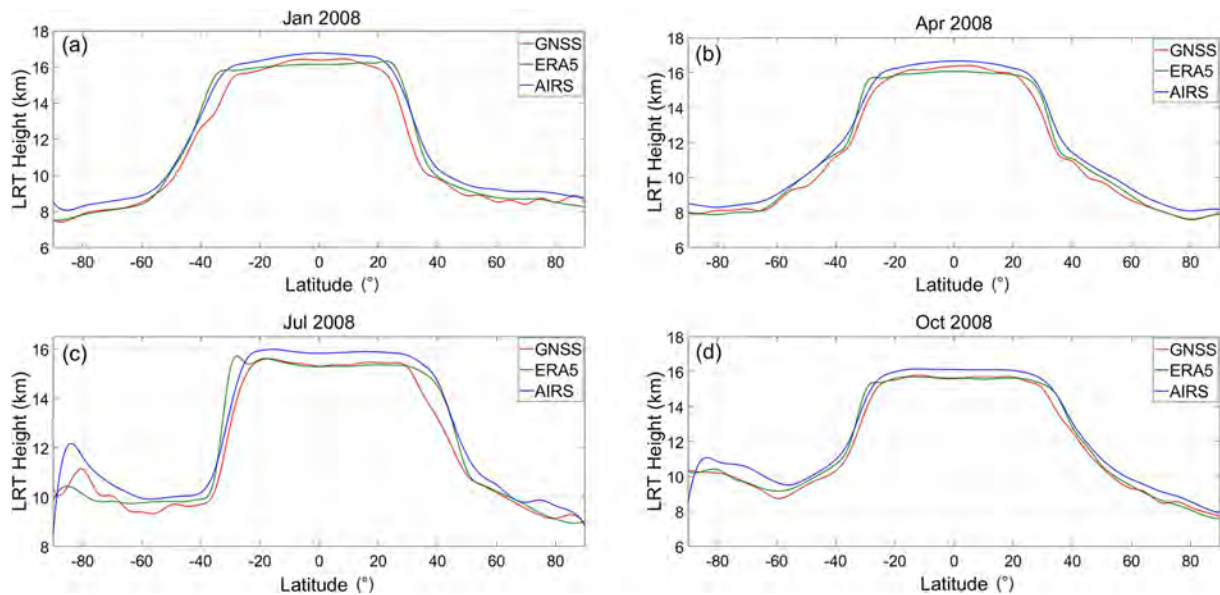 Jan 2008
(a)
GNSS
ERA5
AIRS
LRT Height (km)
18
16
14
12
10
8
6
-80 -60 -40 -20 0 20 40 60 80
Latitude (°)
Apr 2008
(b)
GNSS
ERA5
AIRS
LRT Height (km)
18
16
14
12
10
8
6
-80 -60 -40 -20 0 20 40 60 80
Latitude (°)
Jul 2008
(c)
GNSS
ERA5
AIRS
LRT Height (km)
16
14
12
10
8
-80 -60 -40 -20 0 20 40 60 80
Latitude (°)
Oct 2008
(d)
GNSS
ERA5
AIRS
LRT Height (km)
18
16
14
12
10
8
6
-80 -60 -40 -20 0 20 40 60 80
Latitude (°)